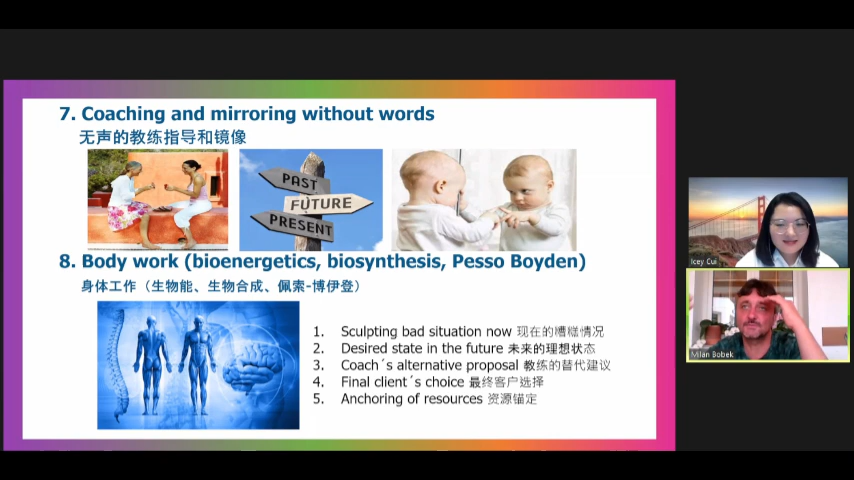 7. Coaching and mirroring without words
无声的教练指导和镜像
PAST
FUTURE
PRESENT
8. Body work (bioenergetics, biosynthesis, Pesso Boyden)
身体工作（生物能、生物合成、佩索-博伊登）
1. Sculpting bad situation now 现在的糟糕情况
2. Desired state in the future 未来的理想状态
3. Coach´s alternative proposal 教练的替代建议
4. Final client´s choice 最终客户选择
5. Anchoring of resources 资源锚定
Icey Cui
Milan Bobek